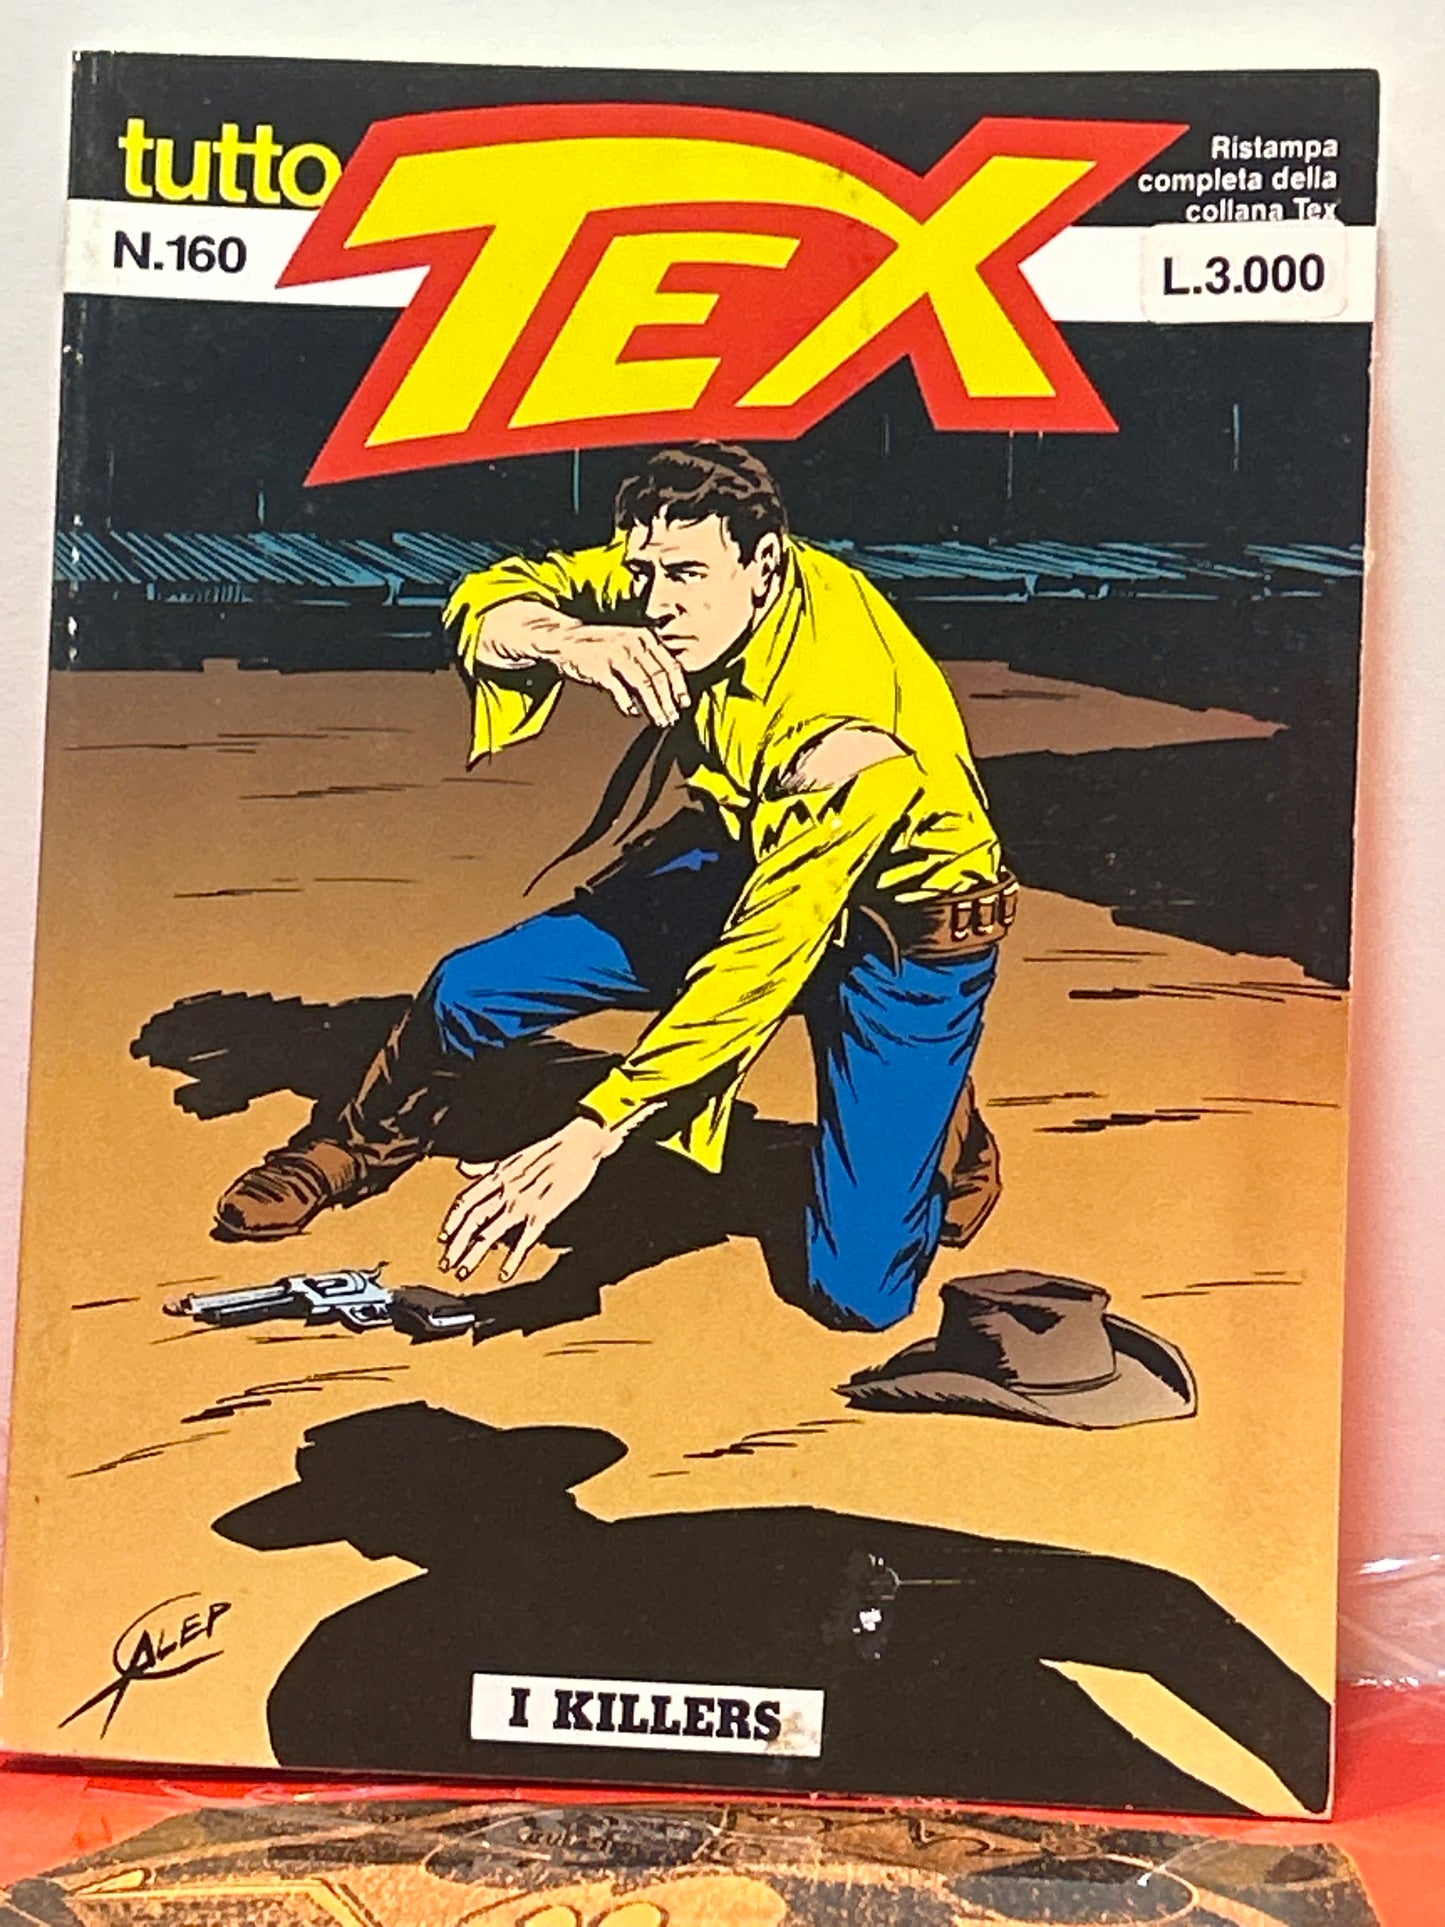 tutto TEX
Ristampa
completa della
collana Tex
N.160
L.3.000
GALEP
I KILLERS